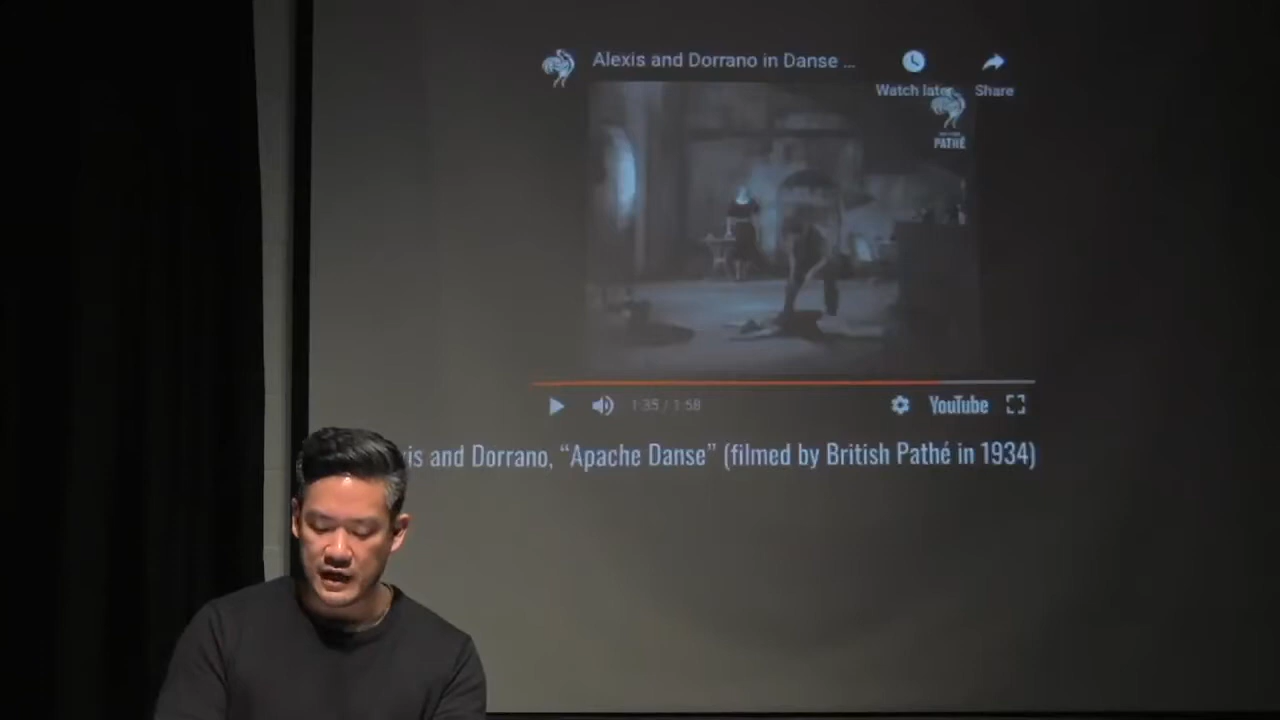 Alexis and Dorrano in Danse ...
Watch later
Share
PATHÉ
1:35 / 1:58
YouTube
is and Dorrano, “Apache Danse” (filmed by British Pathé in 1934)